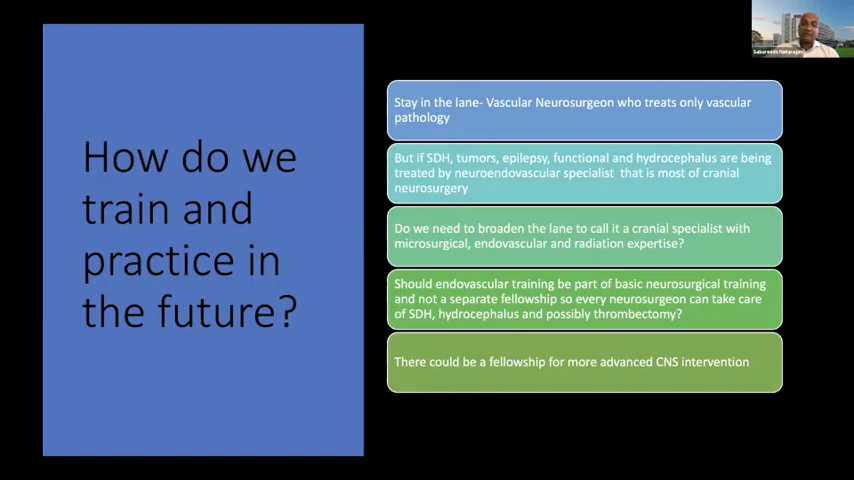 How do we
train and
practice in
the future?
Stay in the lane- Vascular Neurosurgeon who treats only vascular
pathology
But if SDH, tumors, epilepsy, functional and hydrocephalus are being
treated by neuroendovascular specialist  that is most of cranial
neurosurgery
Do we need to broaden the lane to call it a cranial specialist with
microsurgical, endovascular and radiation expertise?
Should endovascular training be part of basic neurosurgical training
and not a separate fellowship so every neurosurgeon can take care
of SDH, hydrocephalus and possibly thrombectomy?
There could be a fellowship for more advanced CNS intervention
Sabareesh Natarajan